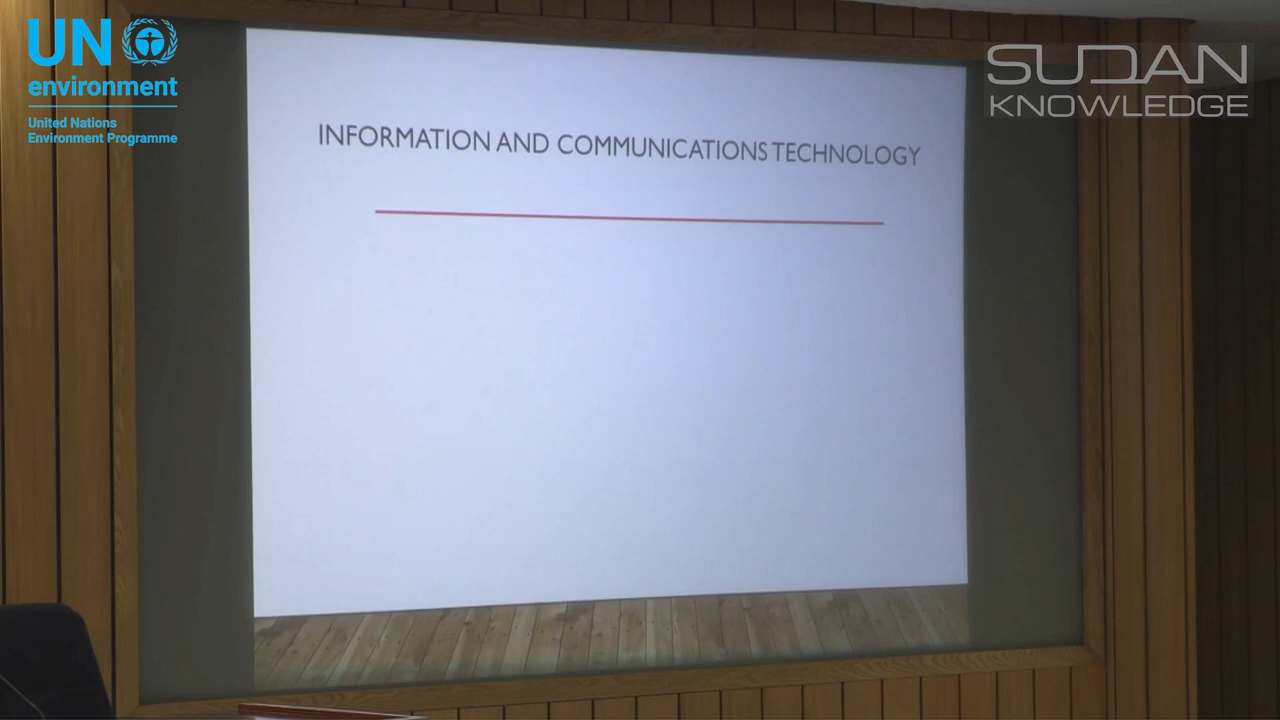 UN
environment
United Nations
Environment Programme
SUDAN
KNOWLEDGE
INFORMATION AND COMMUNICATIONS TECHNOLOGY